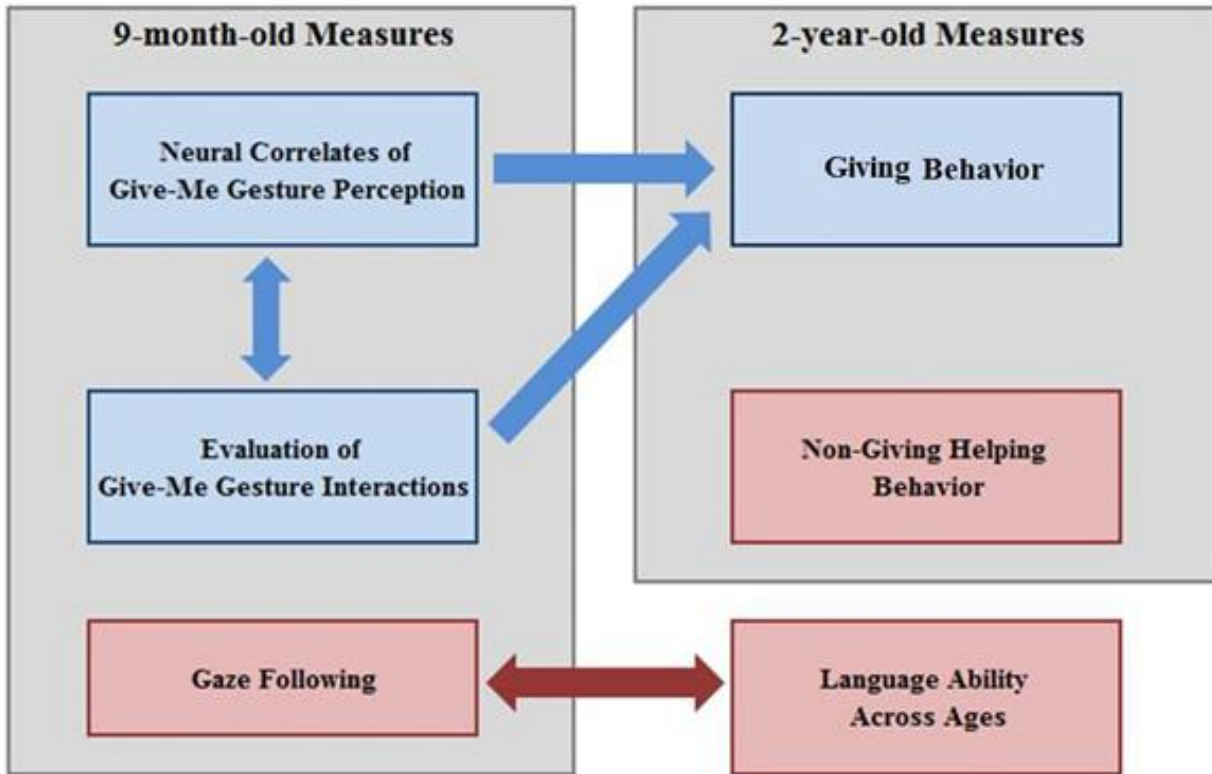 9-month-old Measures
Neural Correlates of
Give-Me Gesture Perception
Evaluation of
Give-Me Gesture Interactions
Gaze Following
2-year-old Measures
Giving Behavior
Non-Giving Helping
Behavior
Language Ability
Across Ages